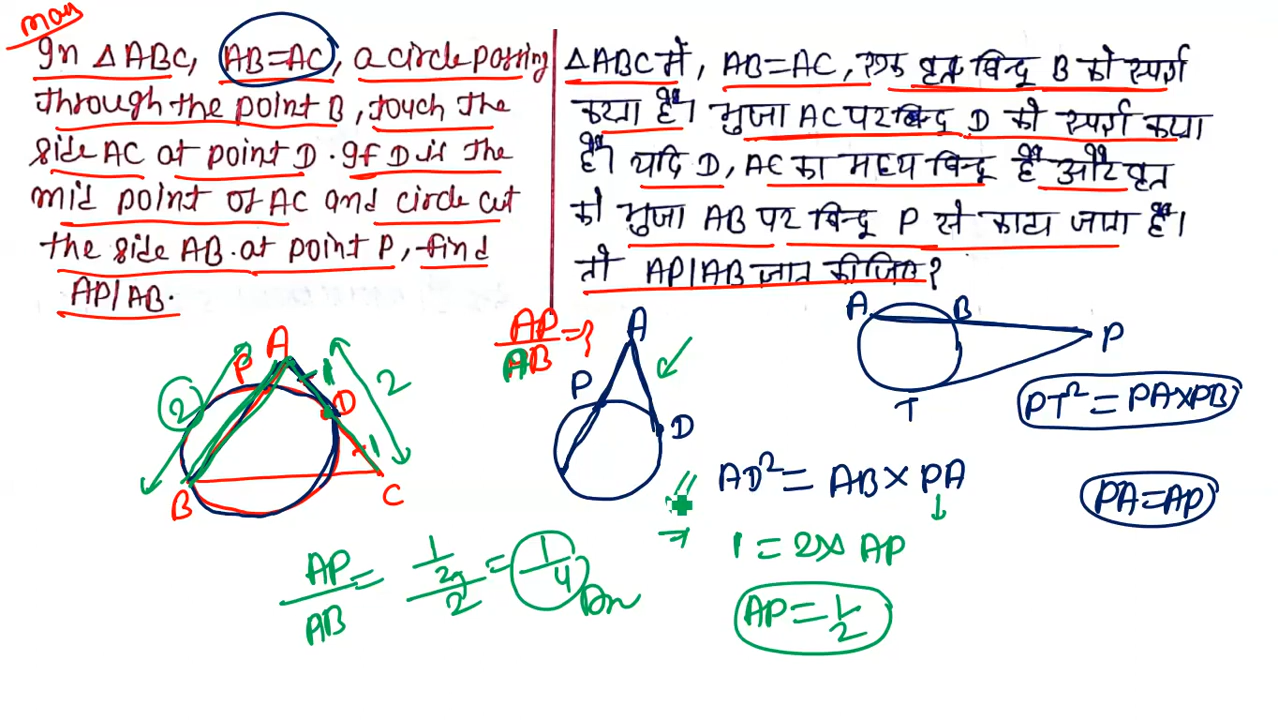 may
In △ABC, AB=AC, a circle passing
through the point B, touch the
side AC at point D. If D is the
mid point of AC and circle cut
the side AB. at point P, find
AP/AB.
△ABC में, AB=AC, एक वृत्त बिन्दू B को स्पर्श
करता है। भुजा AC पर बिन्दु D को स्पर्श करता
है। यदि D, AC का मध्य बिन्दू है और वृत्त
को भुजा AB पर बिन्दु P से काटा जाता है।
तो AP/AB ज्ञात कीजिए?
AP/AB = ?
A
P
D
B
C
2
2
1
1
A
P
D
A
B
P
T
PT² = PA×PB
AD² = AB × PA
PA=AP
1 = 2× AP
AP = 1/2
AP/AB = 1/2/2 = 1/4 Ans